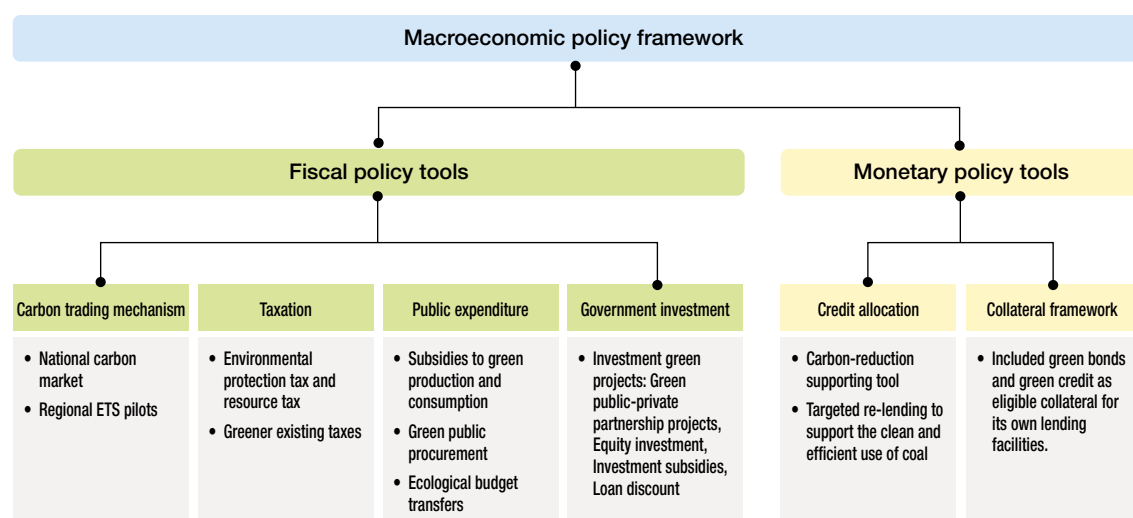 Macroeconomic policy framework
Fiscal policy tools
Monetary policy tools
Carbon trading mechanism
Taxation
Public expenditure
Government investment
Credit allocation
Collateral framework
• National carbon
market
• Regional ETS pilots
• Environmental
protection tax and
resource tax
• Greener existing taxes
• Subsidies to green
production and
consumption
• Green public
procurement
• Ecological budget
transfers
• Investment green
projects: Green
public-private
partnership projects,
Equity investment,
Investment subsidies,
Loan discount
• Carbon-reduction
supporting tool
• Targeted re-lending to
support the clean and
efficient use of coal
• Included green bonds
and green credit as
eligible collateral for
its own lending
facilities.